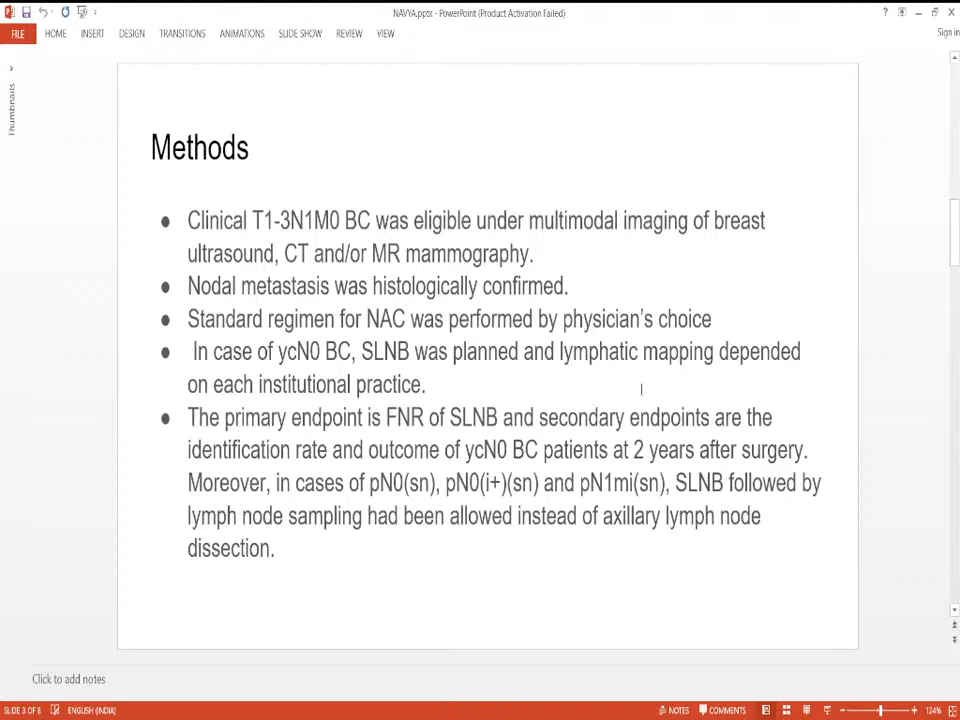 NAVYA.pptx - PowerPoint (Product Activation Failed)
FILE HOME INSERT DESIGN TRANSITIONS ANIMATIONS SLIDE SHOW REVIEW VIEW
Sign in
Thumbnails
Methods
● Clinical T1-3N1M0 BC was eligible under multimodal imaging of breast
ultrasound, CT and/or MR mammography.
● Nodal metastasis was histologically confirmed.
● Standard regimen for NAC was performed by physician's choice
● In case of ycN0 BC, SLNB was planned and lymphatic mapping depended
on each institutional practice.
● The primary endpoint is FNR of SLNB and secondary endpoints are the
identification rate and outcome of ycN0 BC patients at 2 years after surgery.
Moreover, in cases of pN0(sn), pN0(i+)(sn) and pN1mi(sn), SLNB followed by
lymph node sampling had been allowed instead of axillary lymph node
dissection.
Click to add notes
SLIDE 3 OF 8 ENGLISH (INDIA) NOTES COMMENTS 124%